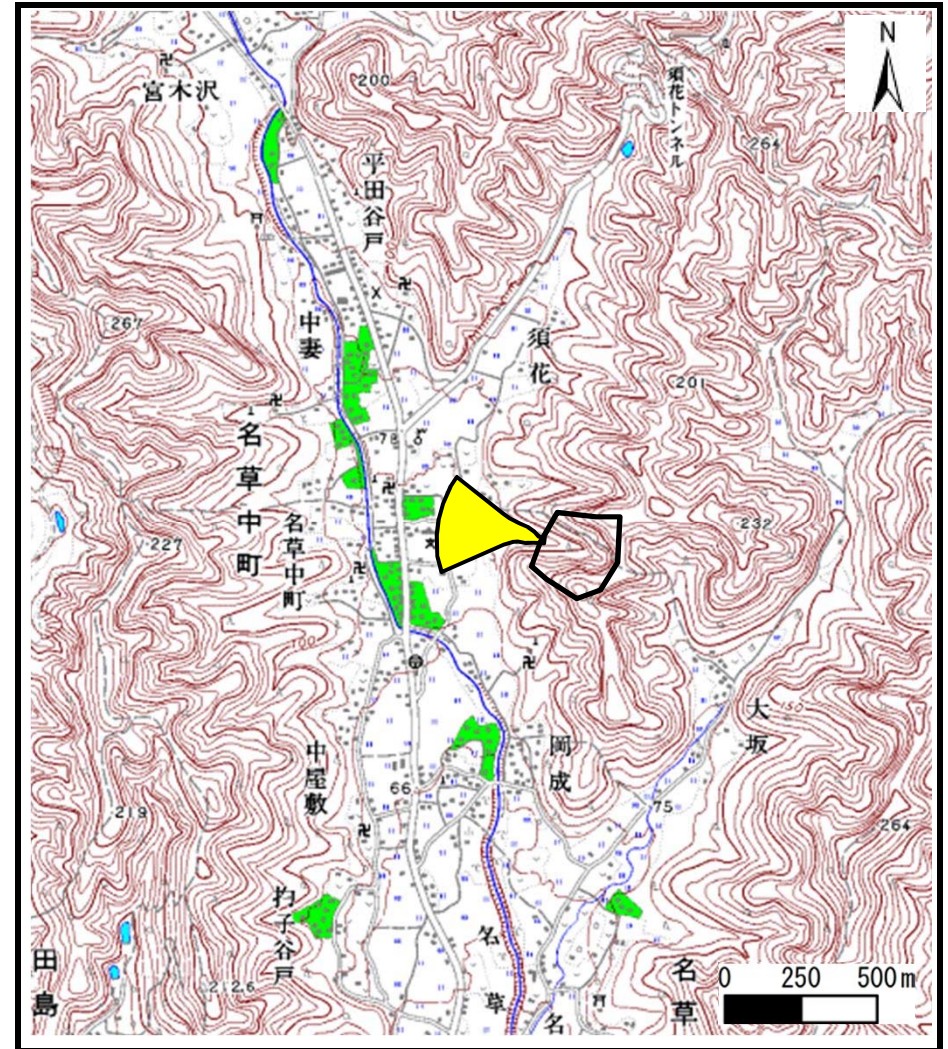 N
宮木沢
200
須花トンネル
264
平田谷戸
267
中妻
須花
201
78
名草中町
名草中町
227
232
大坂
150
中屋敷
岡成
66
75
219
264
杓子谷戸
名草
名草
田島
212.6
0 250 500m